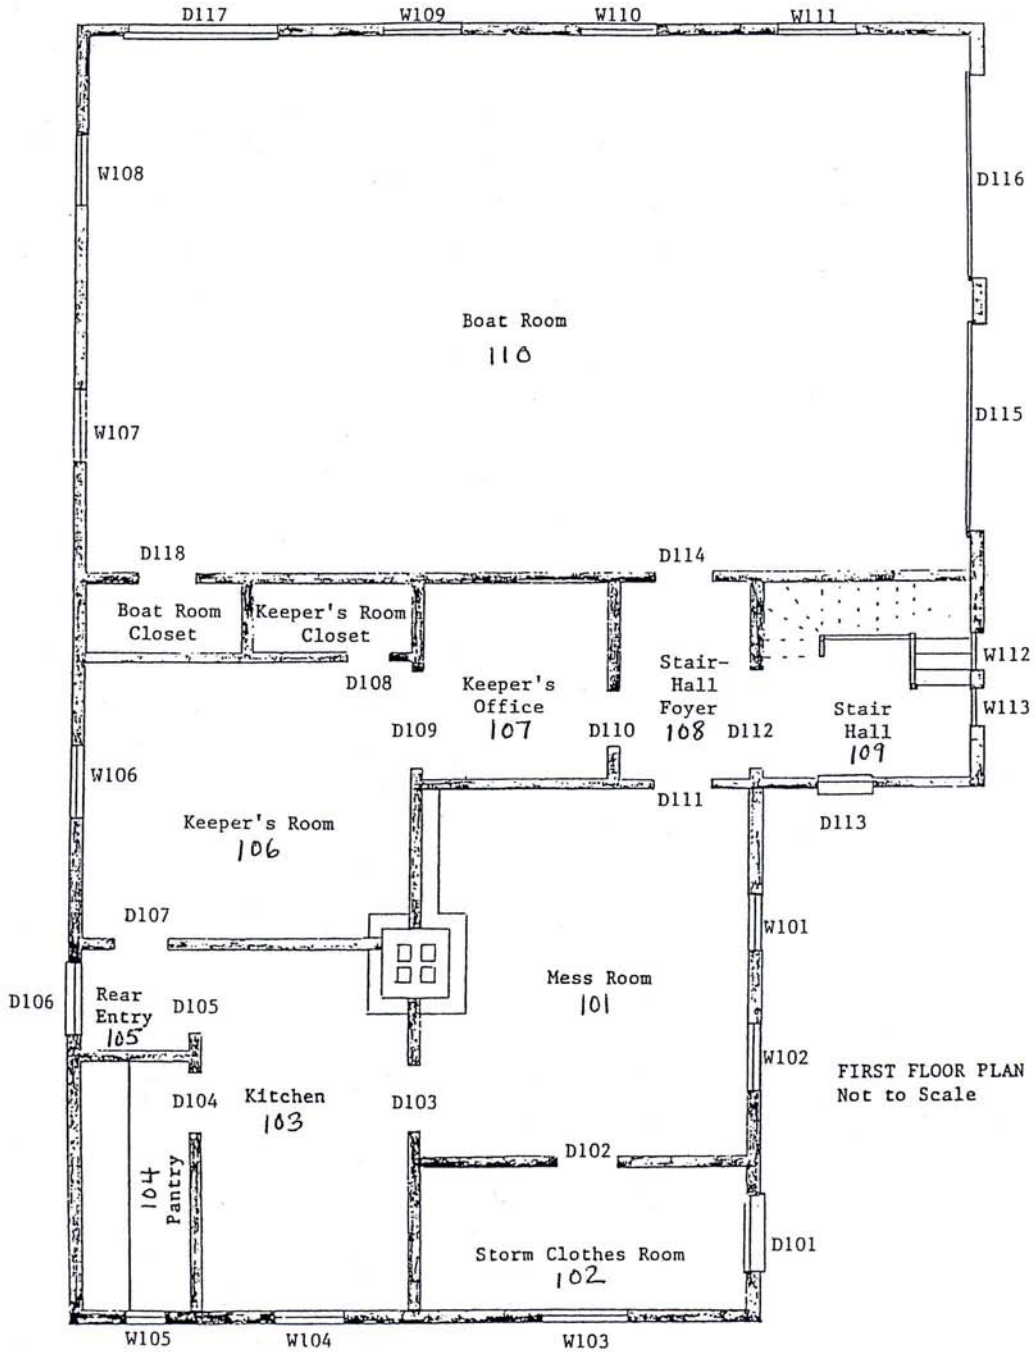 D117 W109 W110 W111
W108
D116
Boat Room
110
W107
D115
D118 D114
Boat Room
Closet
Keeper's Room
Closet
D108
Keeper's
Office
107
D109
D110
Stair-
Hall
Foyer
108
D112
Stair
Hall
109
W112
W113
D111
D113
W106
Keeper's Room
106
D107
W101
Mess Room
101
D106
Rear
Entry
105
D105
W102
FIRST FLOOR PLAN
Not to Scale
D104
Kitchen
103
D103
D102
104
Pantry
D101
Storm Clothes Room
102
W105 W104 W103